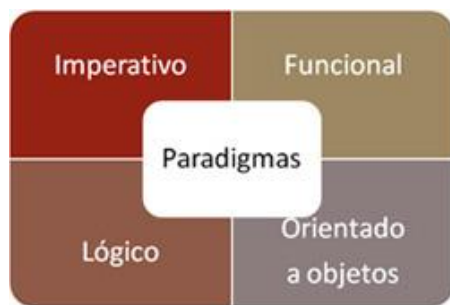 Imperativo
Funcional
Paradigmas
Lógico
Orientado
a objetos